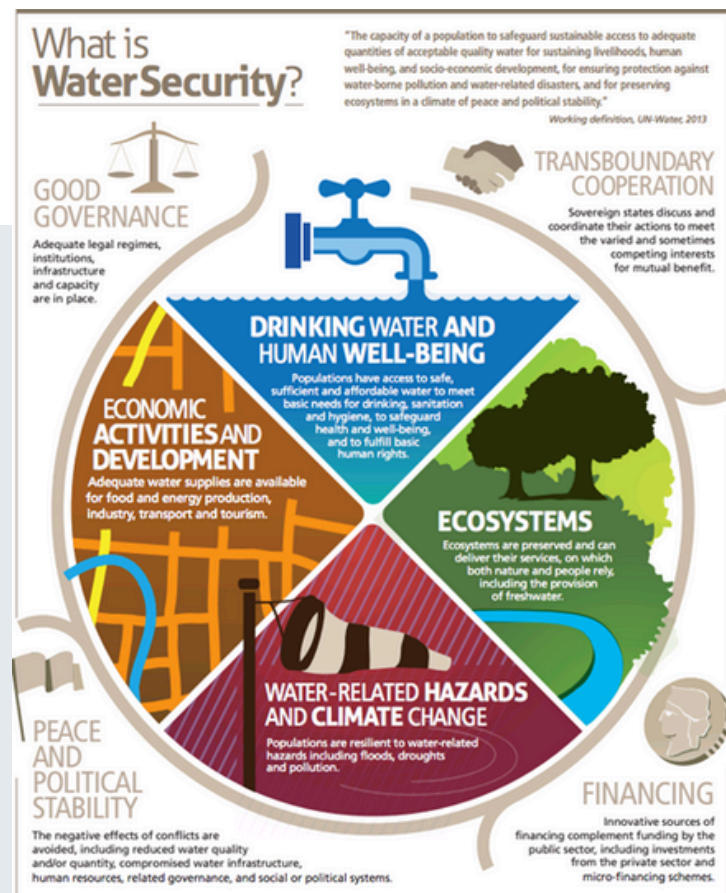 What is
Water Security?
"The capacity of a population to safeguard sustainable access to adequate
quantities of acceptable quality water for sustaining livelihoods, human
well-being, and socio-economic development, for ensuring protection against
water-borne pollution and water-related disasters, and for preserving
ecosystems in a climate of peace and political stability."
Working definition, UN-Water, 2013
GOOD
GOVERNANCE
Adequate legal regimes,
institutions,
infrastructure
and capacity
are in place.
TRANSBOUNDARY
COOPERATION
Sovereign states discuss and
coordinate their actions to meet
the varied and sometimes
competing interests
for mutual benefit.
DRINKING WATER AND
HUMAN WELL-BEING
Populations have access to safe,
sufficient and affordable water to meet
basic needs for drinking, sanitation
and hygiene, to safeguard
health and well-being,
and to fulfill basic
human rights.
ECONOMIC
ACTIVITIES AND
DEVELOPMENT
Adequate water supplies are available
for food and energy production,
industry, transport and tourism.
ECOSYSTEMS
Ecosystems are preserved and can
deliver their services, on which
both nature and people rely,
including the provision
of freshwater.
WATER-RELATED HAZARDS
AND CLIMATE CHANGE
Populations are resilient to water-related
hazards including floods, droughts
and pollution.
PEACE
AND
POLITICAL
STABILITY
The negative effects of conflicts are
avoided, including reduced water quality
and/or quantity, compromised water infrastructure,
human resources, related governance, and social or political systems.
FINANCING
Innovative sources of
financing complement funding by the
public sector, including investments
from the private sector and
micro-financing schemes.